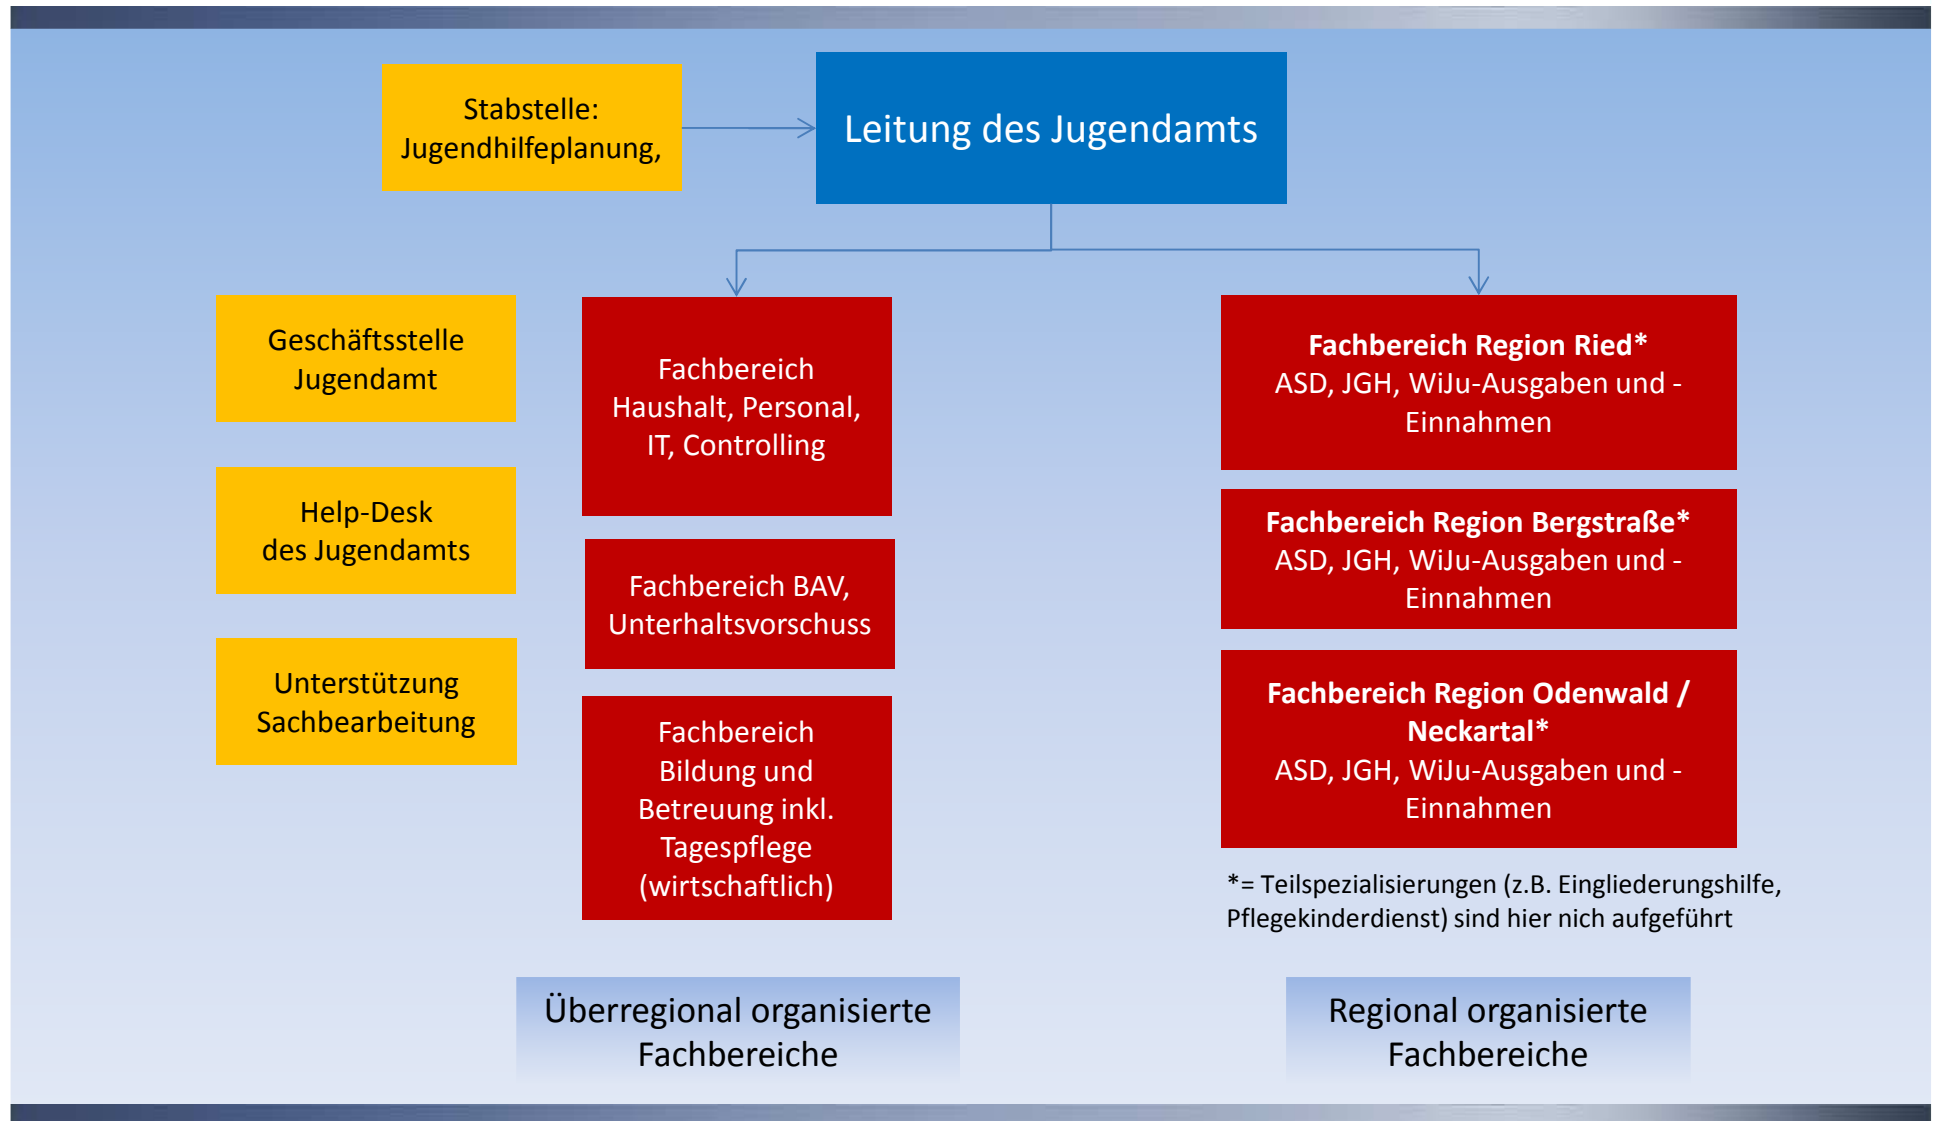 Stabstelle:
Jugendhilfeplanung,
Leitung des Jugendamts
Geschäftsstelle
Jugendamt
Help-Desk
des Jugendamts
Unterstützung
Sachbearbeitung
Fachbereich
Haushalt, Personal,
IT, Controlling
Fachbereich BAV,
Unterhaltsvorschuss
Fachbereich
Bildung und
Betreuung inkl.
Tagespflege
(wirtschaftlich)
Fachbereich Region Ried*
ASD, JGH, WiJu-Ausgaben und -
Einnahmen
Fachbereich Region Bergstraße*
ASD, JGH, WiJu-Ausgaben und -
Einnahmen
Fachbereich Region Odenwald /
Neckartal*
ASD, JGH, WiJu-Ausgaben und -
Einnahmen
*= Teilspezialisierungen (z.B. Eingliederungshilfe,
Pflegekinderdienst) sind hier nich aufgeführt
Überregional organisierte
Fachbereiche
Regional organisierte
Fachbereiche